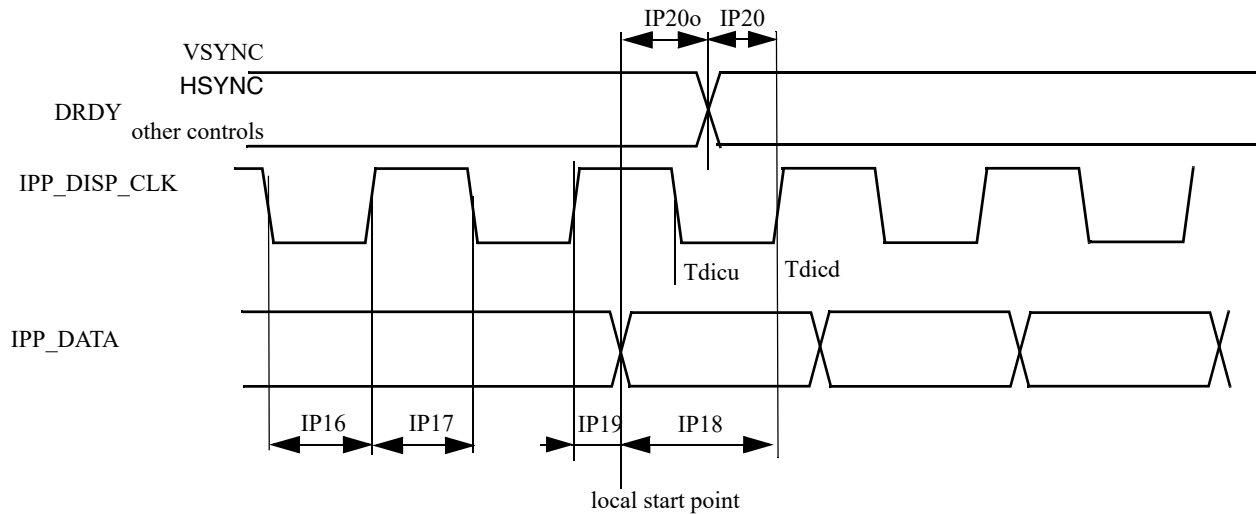 IP20o IP20
VSYNC
HSYNC
DRDY
other controls
IPP_DISP_CLK
Tdicu Tdicd
IPP_DATA
IP16 IP17 IP19 IP18
local start point